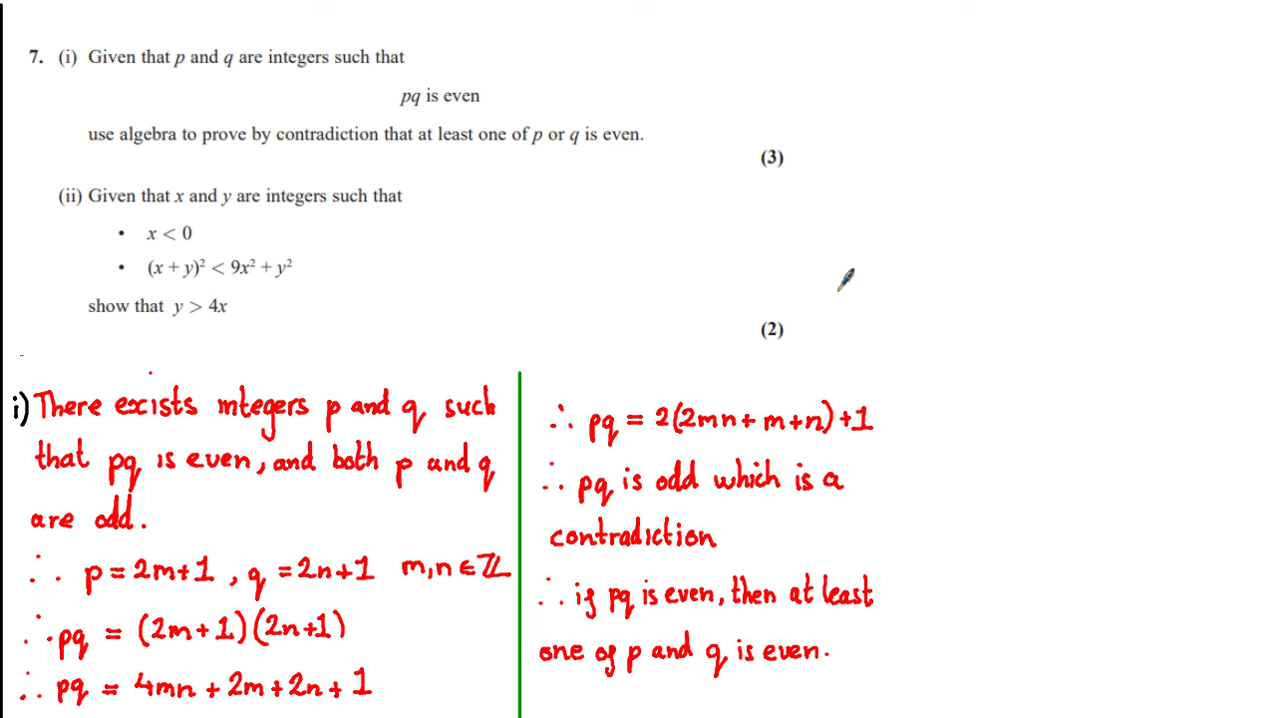 7. (i) Given that p and q are integers such that
pq is even
use algebra to prove by contradiction that at least one of p or q is even.
(3)
(ii) Given that x and y are integers such that
• x < 0
• (x + y)² < 9x² + y²
show that y > 4x
(2)
i) There exists integers p and q such
that pq is even, and both p and q
are odd.
∴ p = 2m+1 , q = 2n+1 m,n ∈ ℤ
∴ pq = (2m+1)(2n+1)
∴ pq = 4mn + 2m + 2n + 1
∴ pq = 2(2mn + m + n) + 1
∴ pq is odd which is a
contradiction
∴ if pq is even, then at least
one of p and q is even.